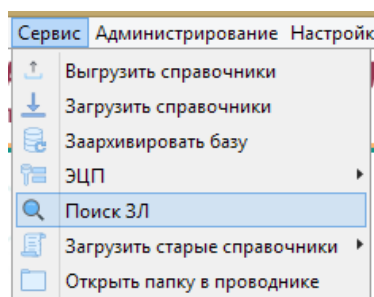 Сервис Администрирование Настройк
Выгрузить справочники
Загрузить справочники
Заархивировать базу
ЭЦП
Поиск ЗЛ
Загрузить старые справочники
Открыть папку в проводнике